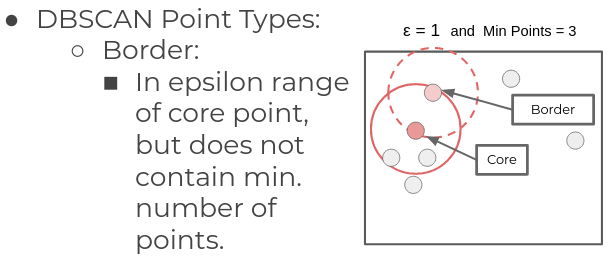 DBSCAN Point Types:
Border:
In epsilon range
of core point,
but does not
contain min.
number of
points.
ε = 1 and Min Points = 3
Border
Core